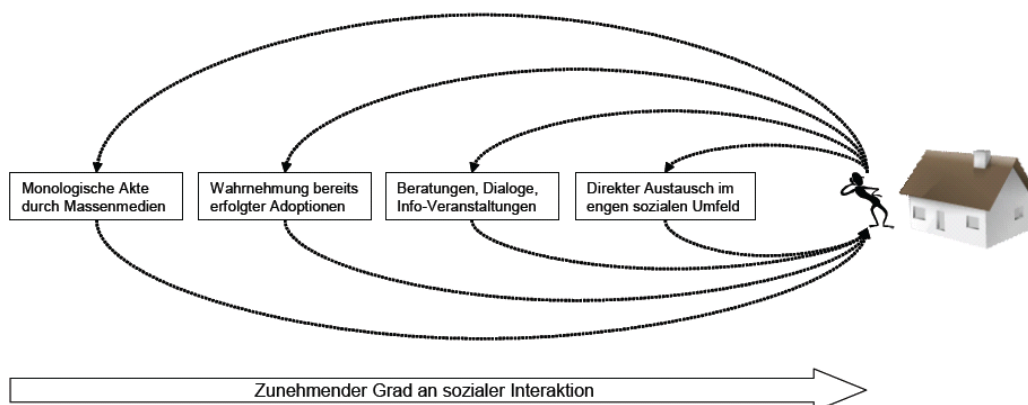 Monologische Akte
durch Massenmedien
Wahrnehmung bereits
erfolgter Adoptionen
Beratungen, Dialoge,
Info-Veranstaltungen
Direkter Austausch im
engen sozialen Umfeld
Zunehmender Grad an sozialer Interaktion